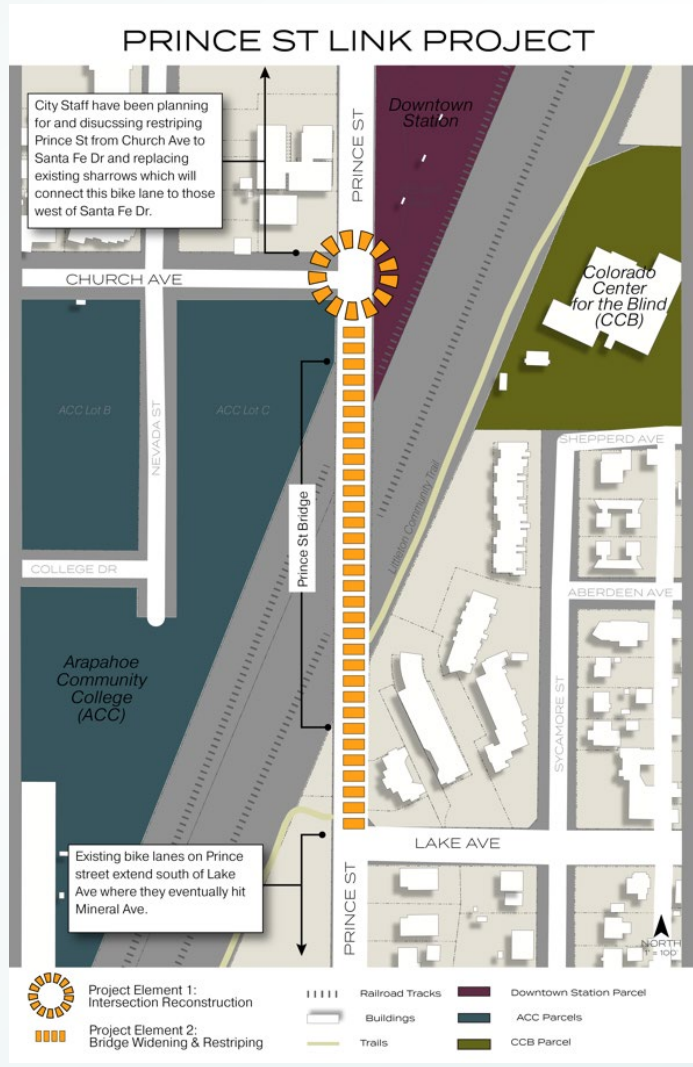 PRINCE ST LINK PROJECT
City Staff have been planning
for and disucssing restriping
Prince St from Church Ave to
Santa Fe Dr and replacing
existing sharrows which will
connect this bike lane to those
west of Santa Fe Dr.
PRINCE ST
Downtown
Station
CHURCH AVE
Colorado
Center
for the Blind
(CCB)
ACC Lot B
ACC Lot C
NEVADA ST
SHEPPERD AVE
Littleton Community Trail
Prince St Bridge
COLLEGE DR
ABERDEEN AVE
Arapahoe
Community
College
(ACC)
SYCAMORE ST
LAKE AVE
Existing bike lanes on Prince
street extend south of Lake
Ave where they eventually hit
Mineral Ave.
PRINCE ST
NORTH
1" = 100'
Project Element 1:
Intersection Reconstruction
Project Element 2:
Bridge Widening & Restriping
Railroad Tracks
Buildings
Trails
Downtown Station Parcel
ACC Parcels
CCB Parcel